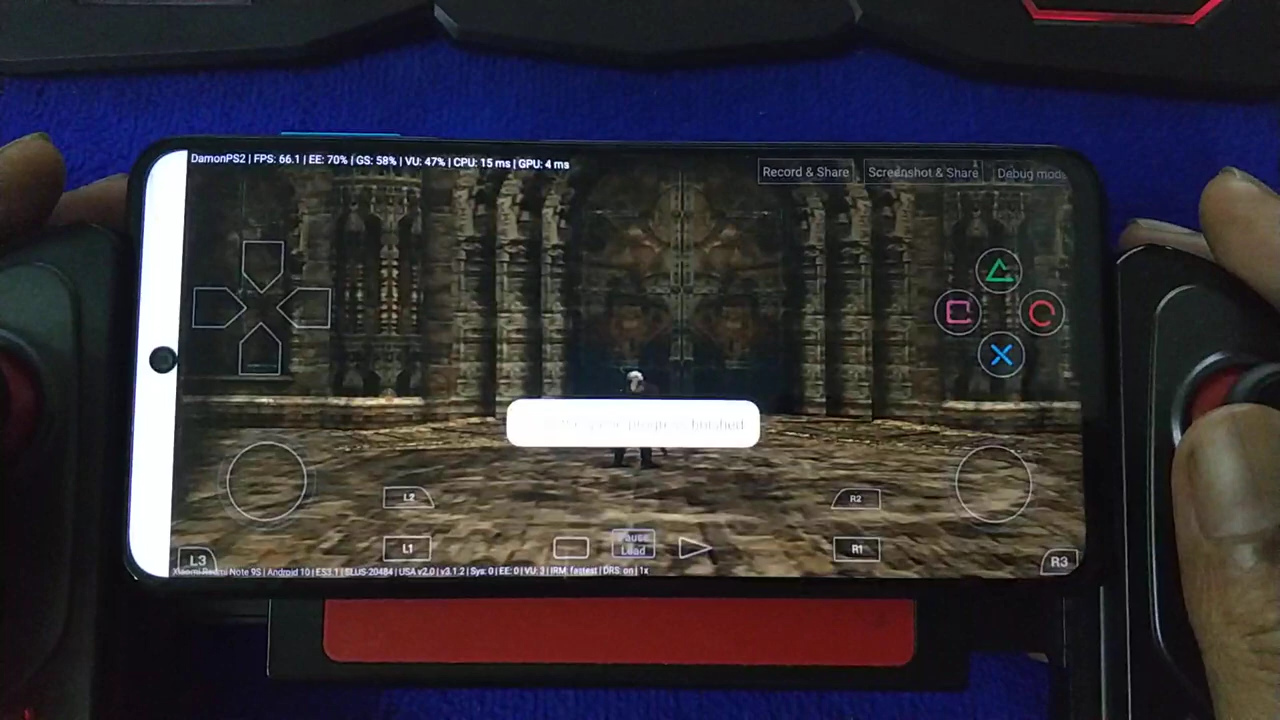 DamonPS2 | FPS: 66.1 | EE: 70% | GS: 58% | VU: 47% | CPU: 15 ms | GPU: 4 ms
Record & Share
Screenshot & Share
Debug mode
L2
R2
L1
Pause
Load
R1
L3
R3
Xiaomi Redmi Note 9S | Android 10 | ES3.1 | SLUS-20484 | USA v2.0 | v3.1.2 | Sys: 0 | EE: 0 | VU: 3 | IRM: fastest | DRS: on | 1x